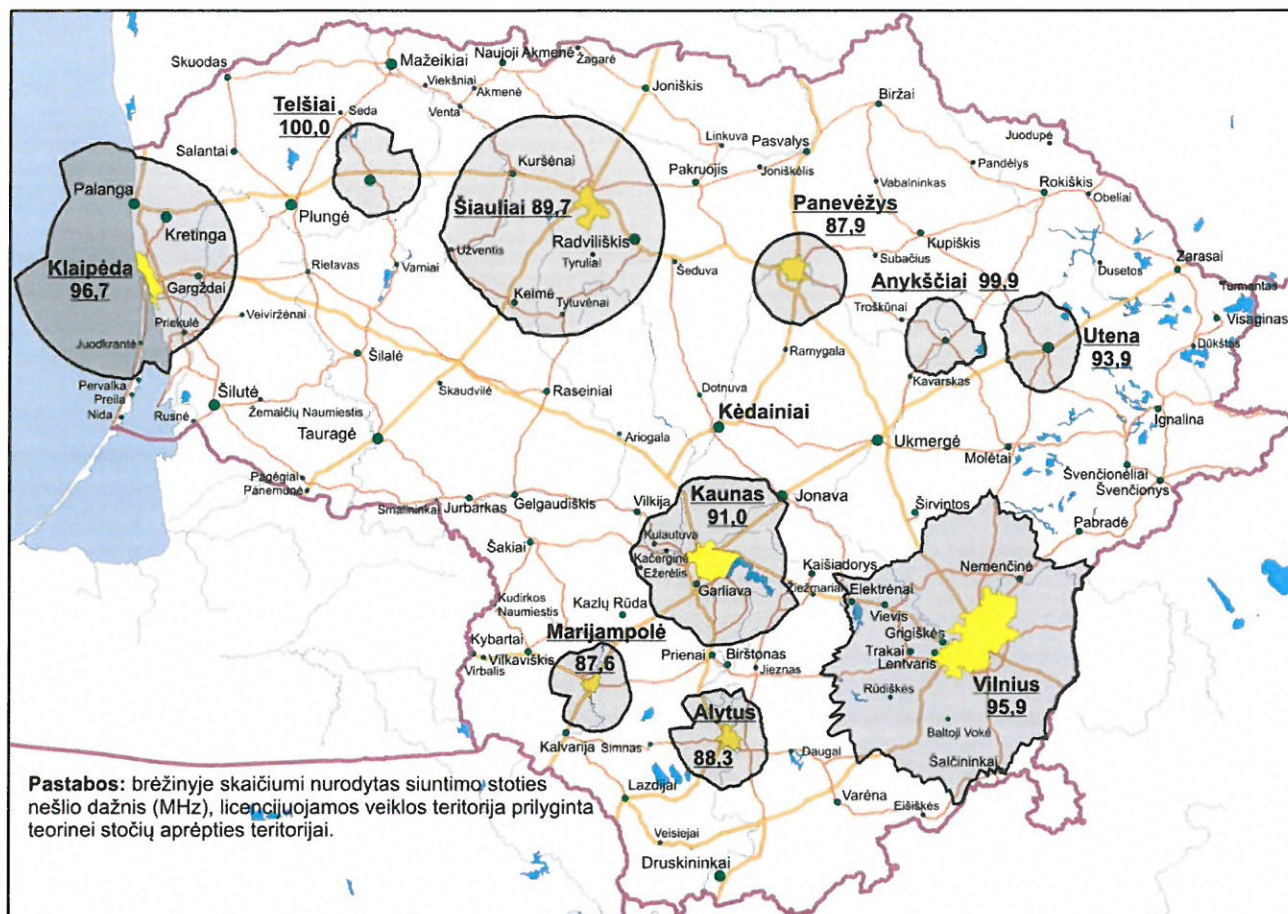 Skuodas
Mažeikiai
Naujoji Akmenė
Žagarė
Viekšniai
Akmenė
Venta
Joniškis
Biržai
Telšiai
100,0
Seda
Linkuva
Pasvalys
Juodupė
Salantai
Kuršėnai
Pakruojis
Joniškėlis
Pandėlys
Vabalninkas
Rokiškis
Obeliai
Palanga
Plungė
Šiauliai 89,7
Panevėžys
87,9
Kretinga
Radviliškis
Tyruliai
Užventis
Kupiškis
Subačius
Klaipėda
96,7
Gargždai
Rietavas
Varniai
Šeduva
Anykščiai 99,9
Dusetos
Zarasai
Turmantas
Visaginas
Kelmė
Tytuvėnai
Troškūnai
Priekulė
Veiviržėnai
Juodkrantė
Šilalė
Ramygala
Utena
93,9
Dūkštas
Pervalka
Preila
Nida
Rusnė
Šilutė
Žemaičių Naumiestis
Skaudvilė
Raseiniai
Dotnuva
Kavarskas
Tauragė
Ariogala
Kėdainiai
Ukmergė
Molėtai
Ignalina
Švenčionėliai
Švenčionys
Pagėgiai
Panemunė
Smalininkai
Jurbarkas
Gelgaudiškis
Vilkija
Kaunas
91,0
Jonava
Širvintos
Pabradė
Šakiai
Kulautuva
Kačerginė
Ežerėlis
Garliava
Kaišiadorys
Žiežmariai
Elektrėnai
Nemenčinė
Vievis
Grigiškės
Trakai
Lentvaris
Kudirkos
Naumiestis
Kazlų Rūda
Kybartai
Virbalis
Vilkaviškis
Marijampolė
87,6
Prienai
Birštonas
Jieznas
Rūdiškės
Vilnius
95,9
Baltoji Vokė
Šalčininkai
Alytus
88,3
Kalvarija
Simnas
Daugai
Lazdijai
Varėna
Eišiškės
Veisiejai
Druskininkai
Pastabos: brėžinyje skaičiumi nurodytas siuntimo stoties
nešlio dažnis (MHz), licencijuojamos veiklos teritorija prilyginta
teorinei stočių aprėpties teritorijai.